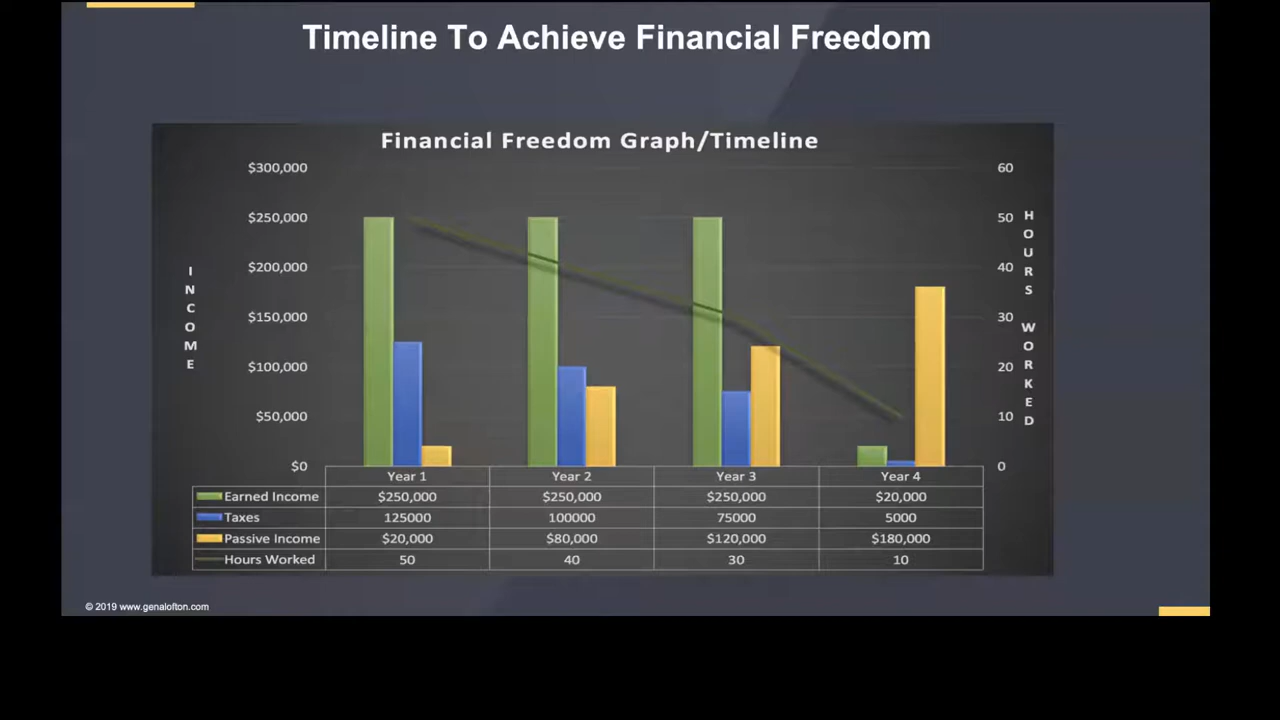 Timeline To Achieve Financial Freedom
Financial Freedom Graph/Timeline
$300,000
$250,000
$200,000
$150,000
$100,000
$50,000
$0
INCOME
60
50
40
30
20
10
0
HOURS WORKED
Year 1 Year 2 Year 3 Year 4
Earned Income $250,000 $250,000 $250,000 $20,000
Taxes 125000 100000 75000 5000
Passive Income $20,000 $80,000 $120,000 $180,000
Hours Worked 50 40 30 10
© 2019 www.genalofton.com